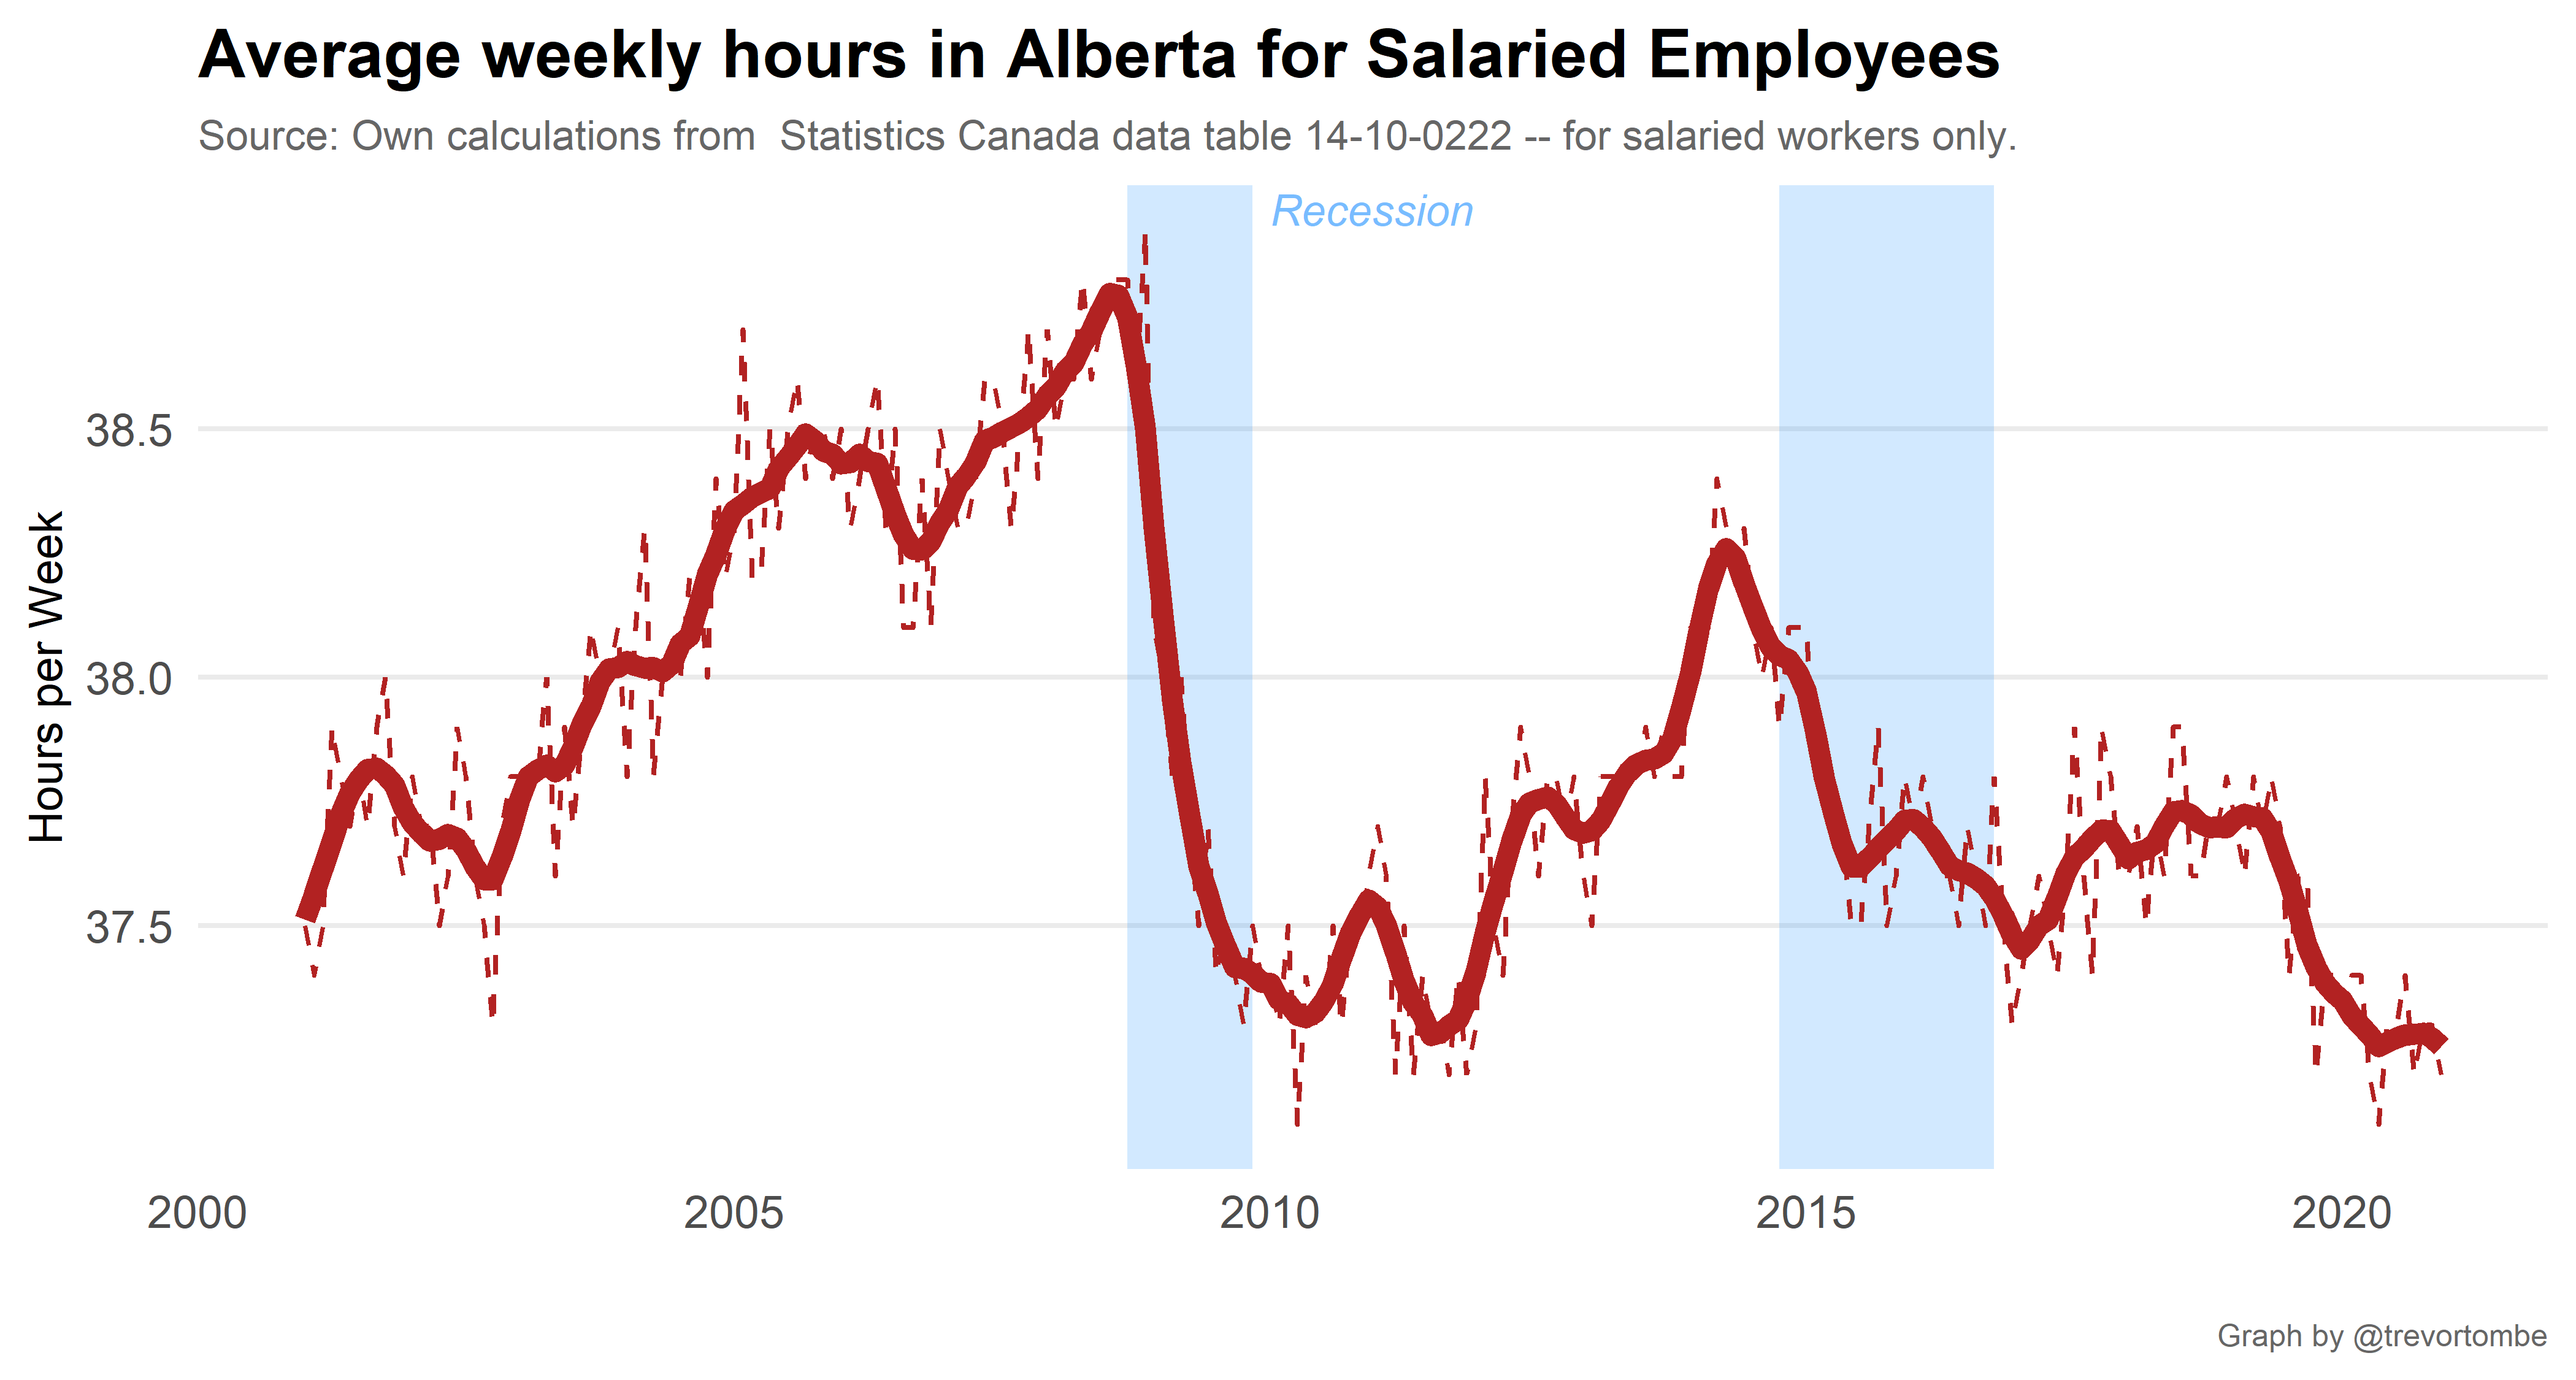 Average weekly hours in Alberta for Salaried Employees
Source: Own calculations from  Statistics Canada data table 14-10-0222 -- for salaried workers only.
Recession
Hours per Week
38.5
38.0
37.5
2000
2005
2010
2015
2020
Graph by @trevortombe